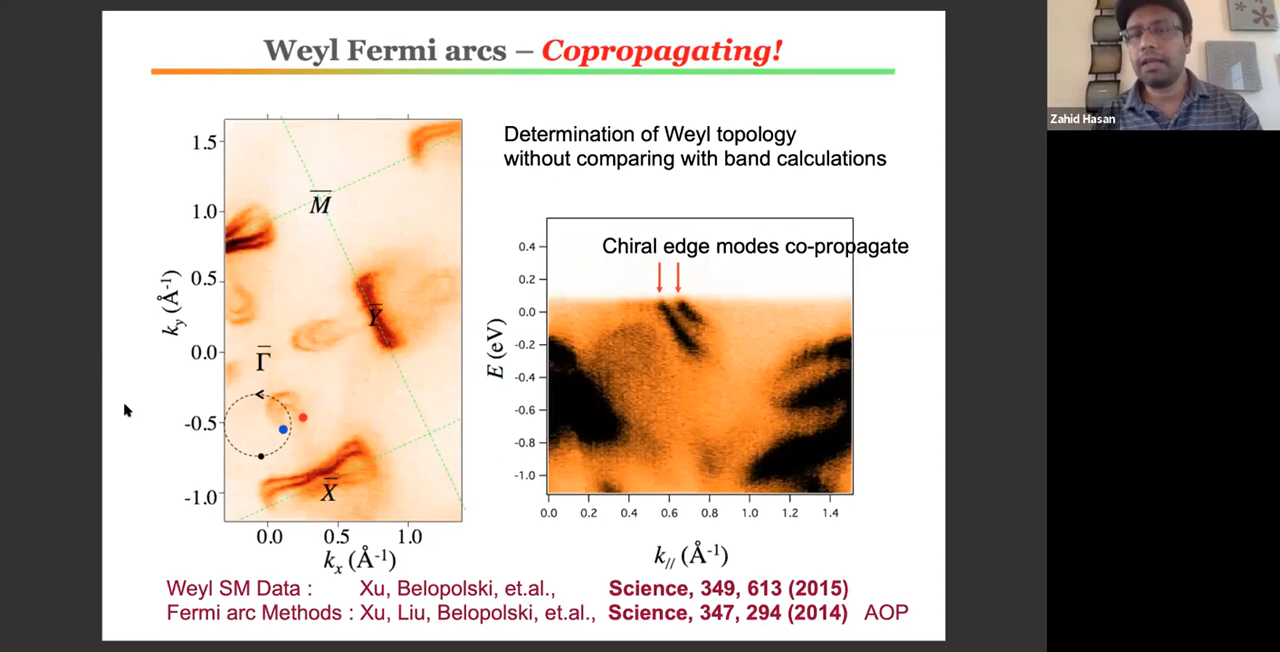 Weyl Fermi arcs – Copropagating!
Zahid Hasan
Determination of Weyl topology
without comparing with band calculations
1.5
1.0
0.5
0.0
-0.5
-1.0
k_y (Å⁻¹)
M̅
Y̅
Γ̅
X̅
0.0 0.5 1.0
k_x (Å⁻¹)
Chiral edge modes co-propagate
0.4
0.2
0.0
-0.2
-0.4
-0.6
-0.8
-1.0
E (eV)
0.0 0.2 0.4 0.6 0.8 1.0 1.2 1.4
k_// (Å⁻¹)
Weyl SM Data : Xu, Belopolski, et.al., Science, 349, 613 (2015)
Fermi arc Methods : Xu, Liu, Belopolski, et.al., Science, 347, 294 (2014) AOP